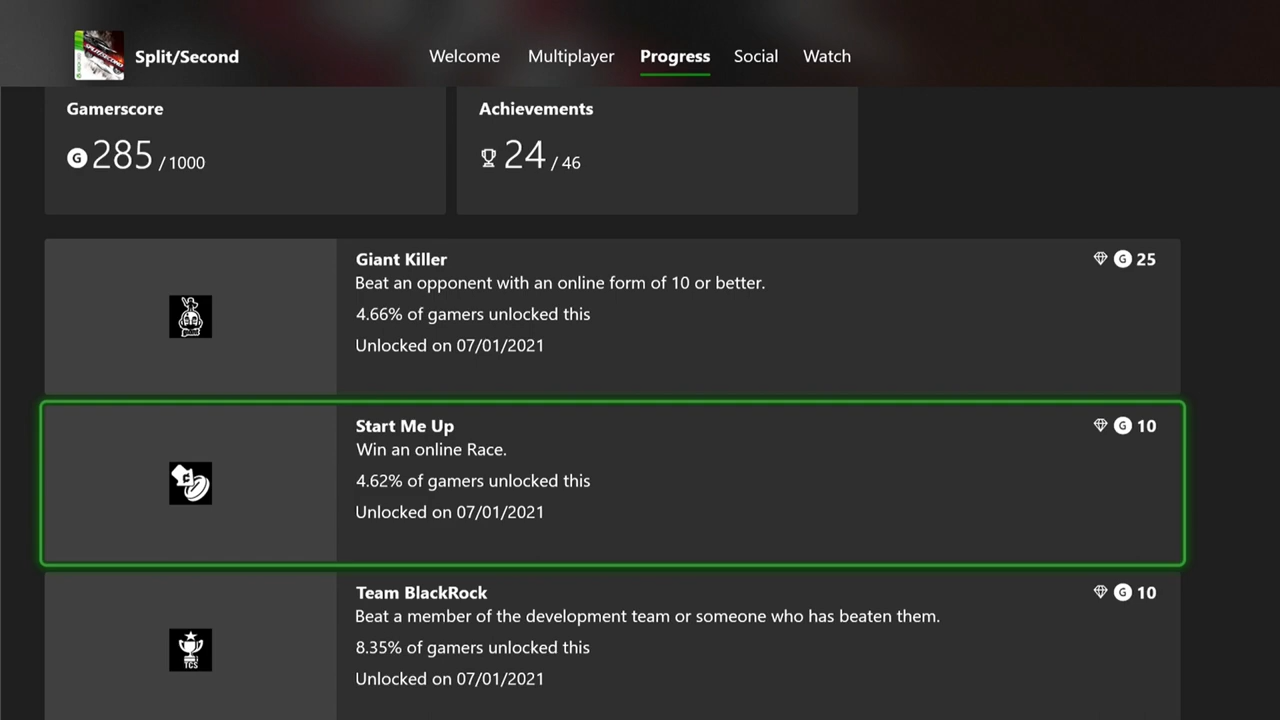 Split/Second
Welcome Multiplayer Progress Social Watch
Gamerscore
G 285 / 1000
Achievements
24 / 46
Giant Killer
G 25
Beat an opponent with an online form of 10 or better.
4.66% of gamers unlocked this
Unlocked on 07/01/2021
Start Me Up
G 10
Win an online Race.
4.62% of gamers unlocked this
Unlocked on 07/01/2021
Team BlackRock
G 10
Beat a member of the development team or someone who has beaten them.
8.35% of gamers unlocked this
Unlocked on 07/01/2021
TCS